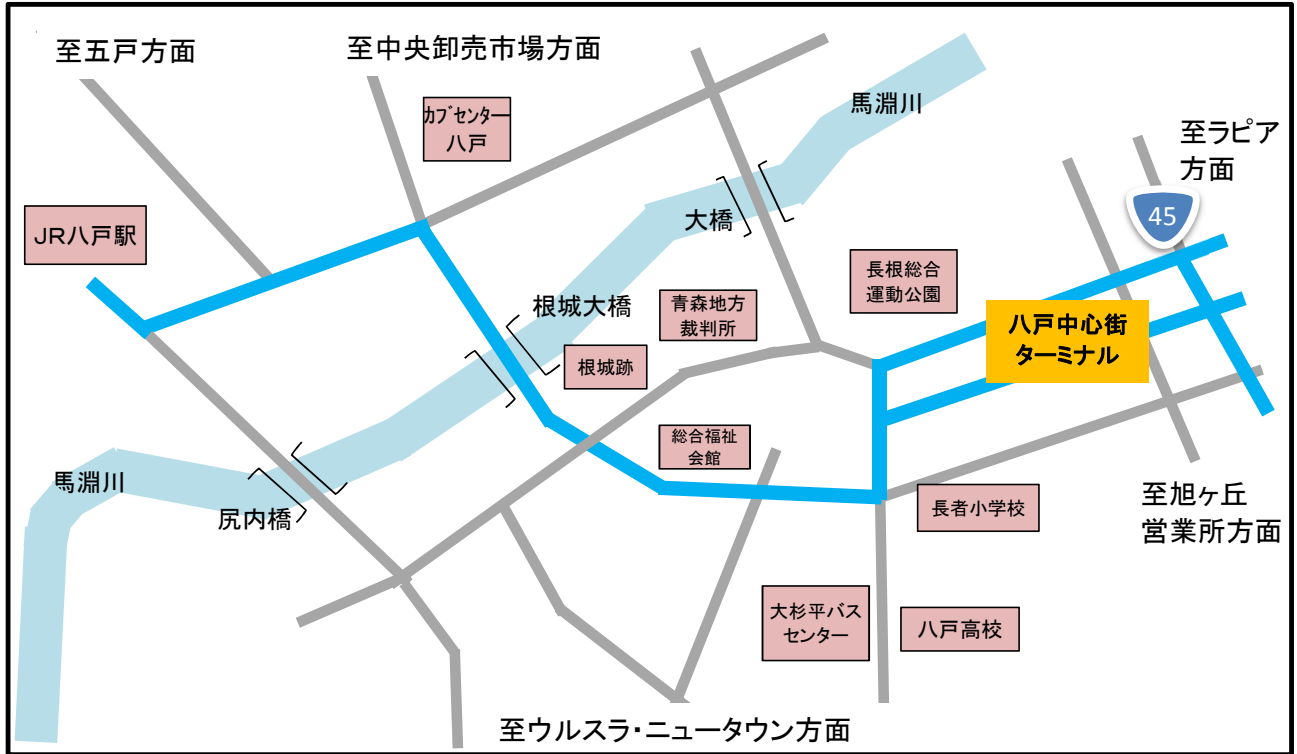 至五戸方面
至中央卸売市場方面
カブセンター
八戸
馬淵川
至ラピア
方面
45
JR八戸駅
大橋
長根総合
運動公園
根城大橋
青森地方
裁判所
八戸中心街
ターミナル
根城跡
総合福祉
会館
馬淵川
尻内橋
長者小学校
至旭ヶ丘
営業所方面
大杉平バス
センター
八戸高校
至ウルスラ・ニュータウン方面